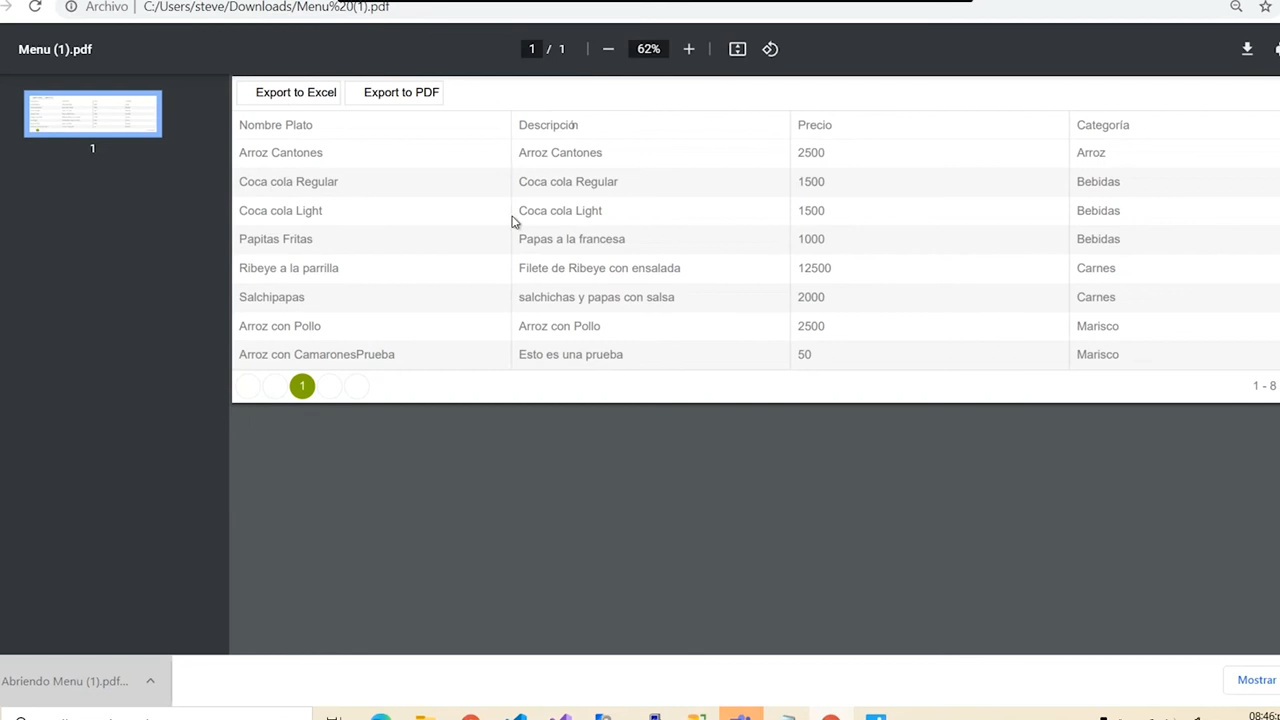 Archivo | C:/Users/steve/Downloads/Menu%20(1).pdf
Menu (1).pdf
1 / 1
62%
1
Export to Excel Export to PDF
Nombre Plato Descripción Precio Categoría
Arroz Cantones Arroz Cantones 2500 Arroz
Coca cola Regular Coca cola Regular 1500 Bebidas
Coca cola Light Coca cola Light 1500 Bebidas
Papitas Fritas Papas a la francesa 1000 Bebidas
Ribeye a la parrilla Filete de Ribeye con ensalada 12500 Carnes
Salchipapas salchichas y papas con salsa 2000 Carnes
Arroz con Pollo Arroz con Pollo 2500 Marisco
Arroz con CamaronesPrueba Esto es una prueba 50 Marisco
1
1 - 8
Abriendo Menu (1).pdf...
Mostrar
08:46